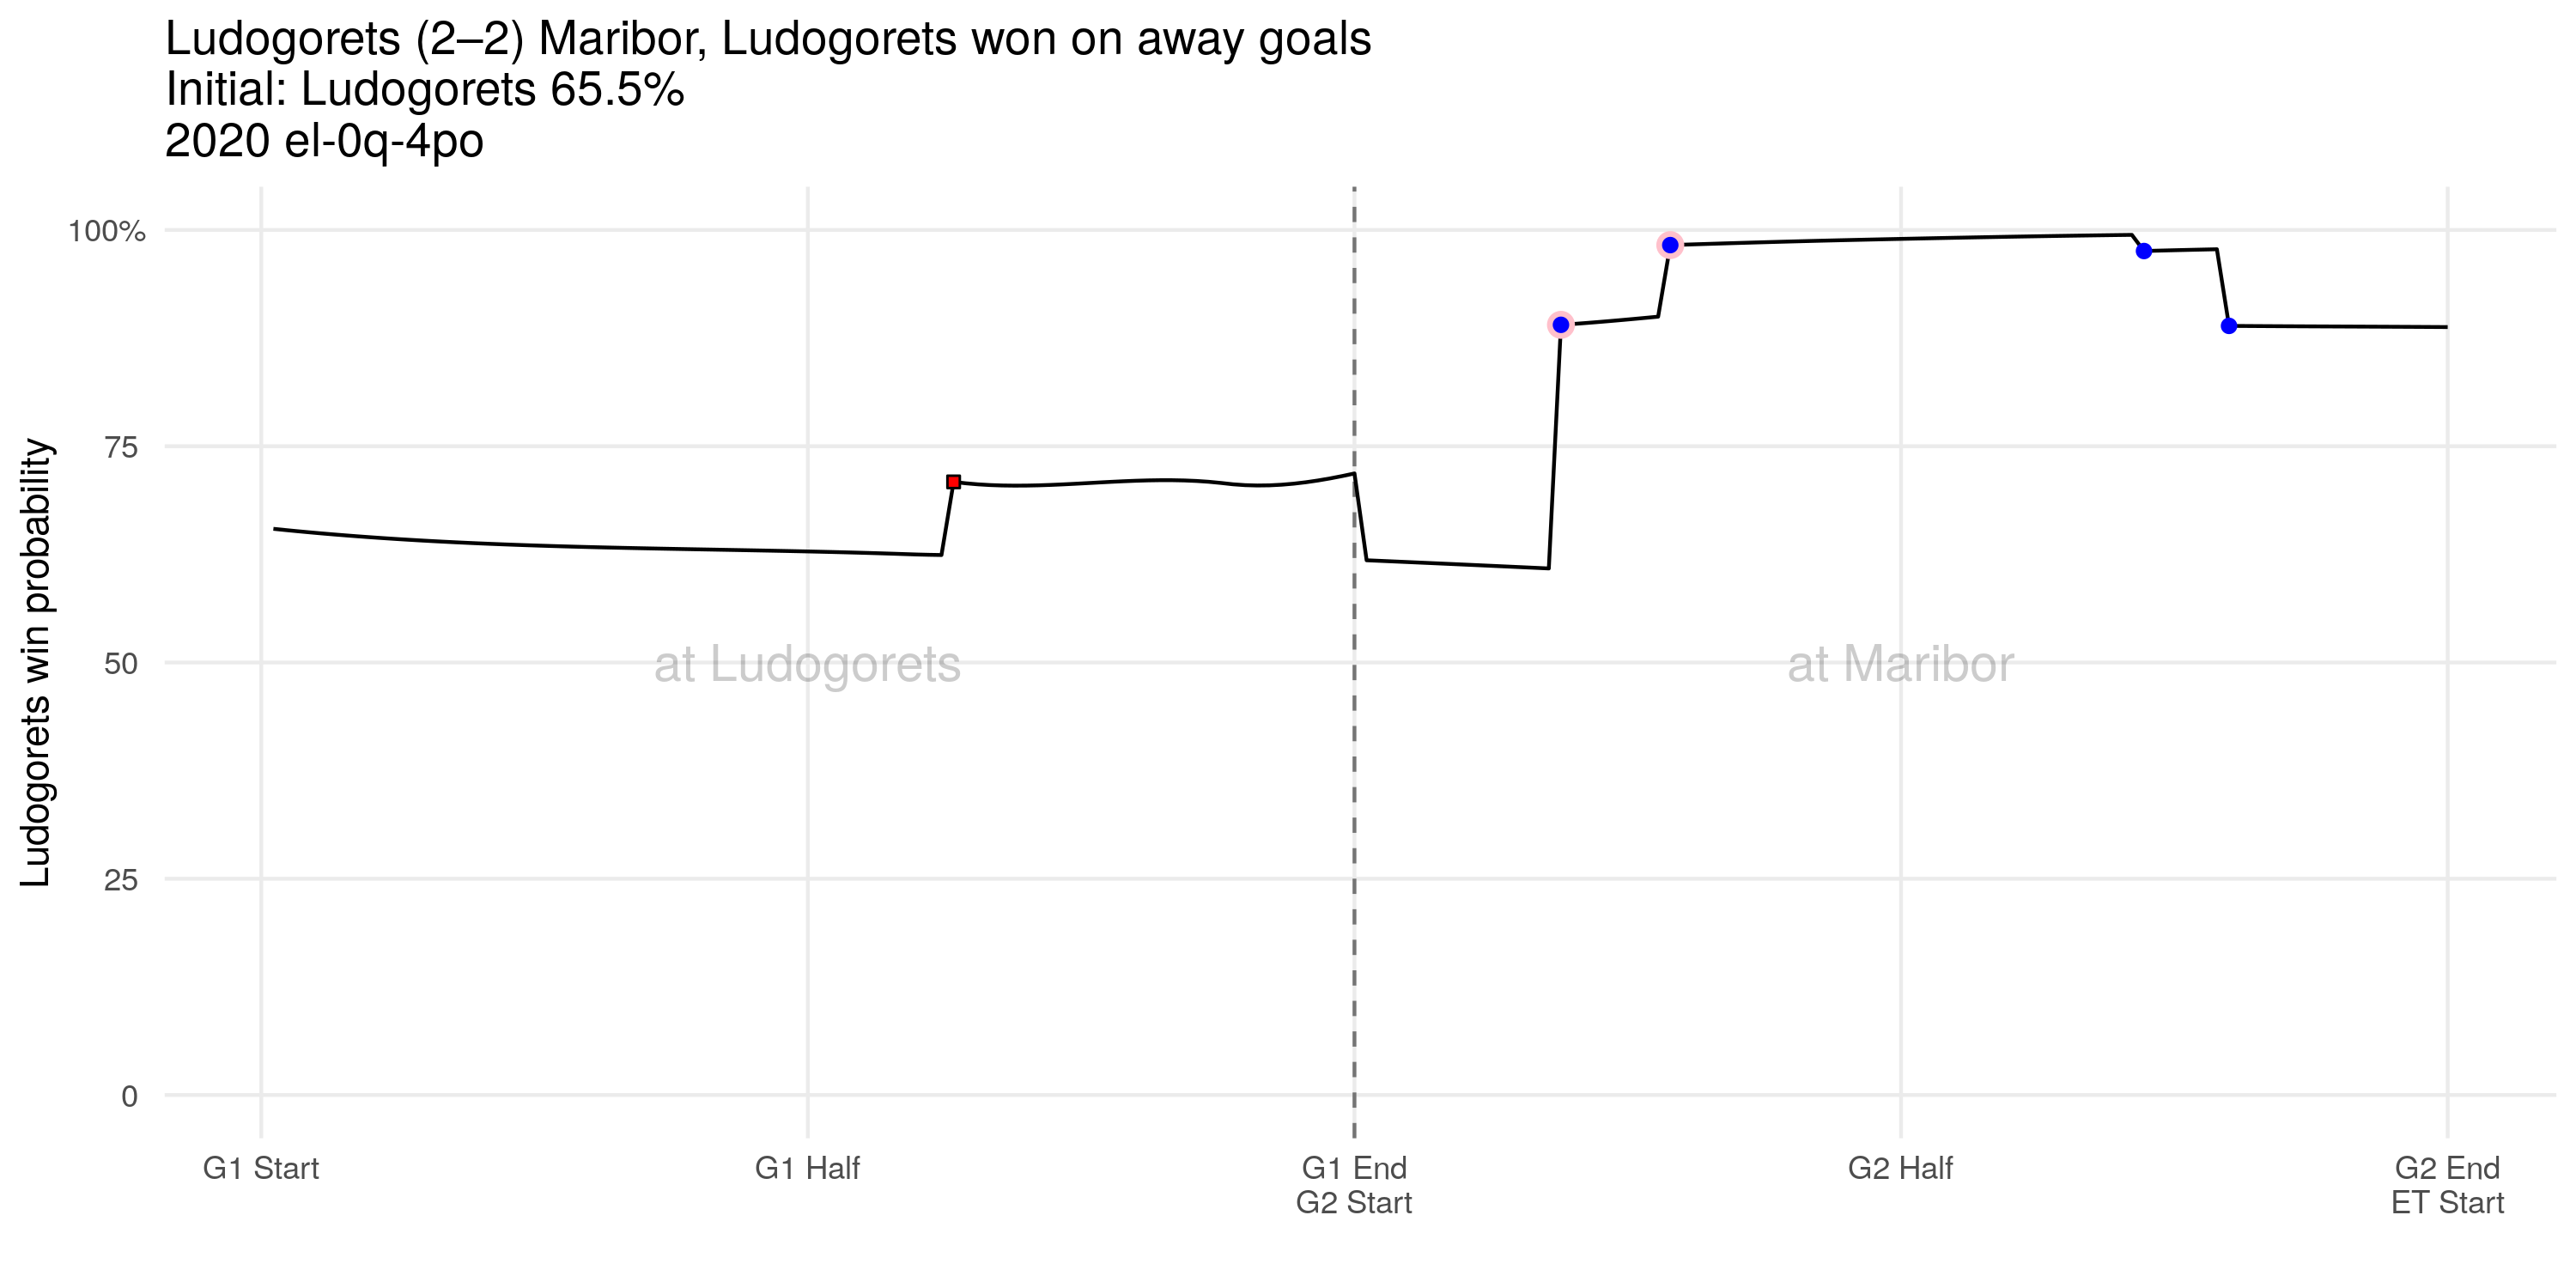 Ludogorets (2–2) Maribor, Ludogorets won on away goals
Initial: Ludogorets 65.5%
2020 el-0q-4po
Ludogorets win probability
100%
75
50
25
0
at Ludogorets
at Maribor
G1 Start
G1 Half
G1 End
G2 Start
G2 Half
G2 End
ET Start